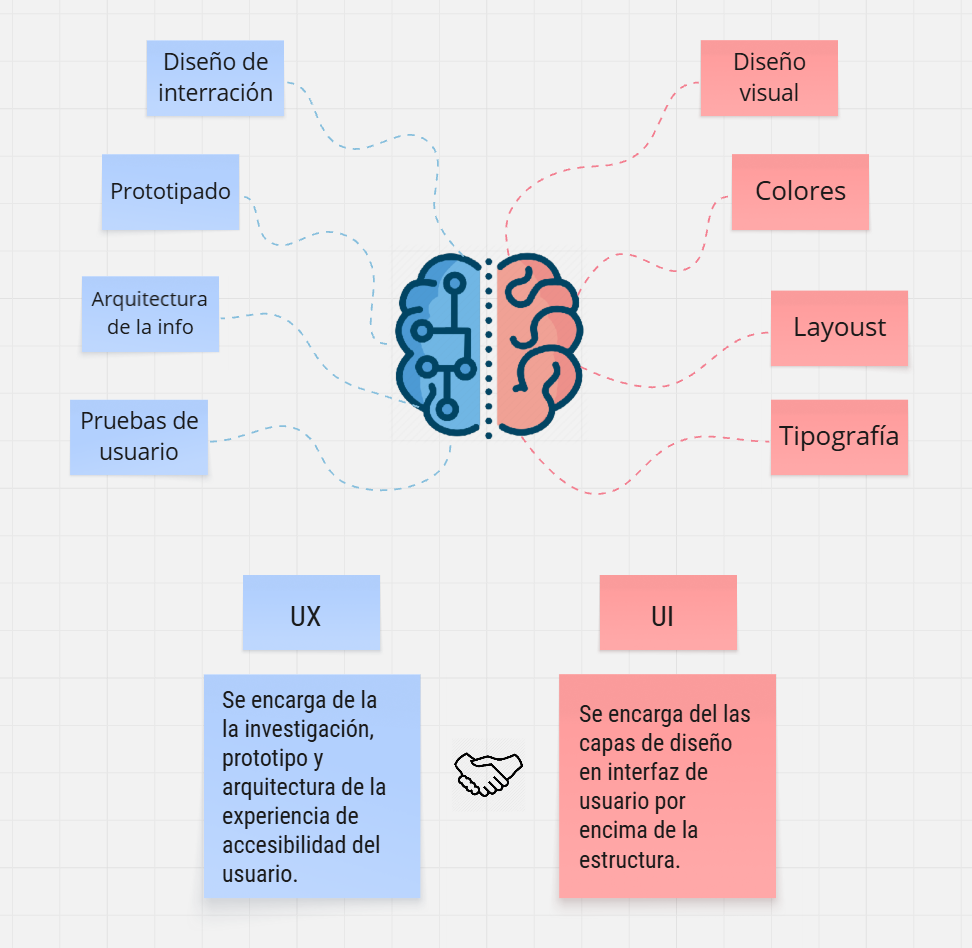 Diseño de
interración
Prototipado
Arquitectura
de la info
Pruebas de
usuario
Diseño
visual
Colores
Layoust
Tipografía
UX
Se encarga de la
la investigación,
prototipo y
arquitectura de la
experiencia de
accesibilidad del
usuario.
UI
Se encarga del las
capas de diseño
en interfaz de
usuario por
encima de la
estructura.